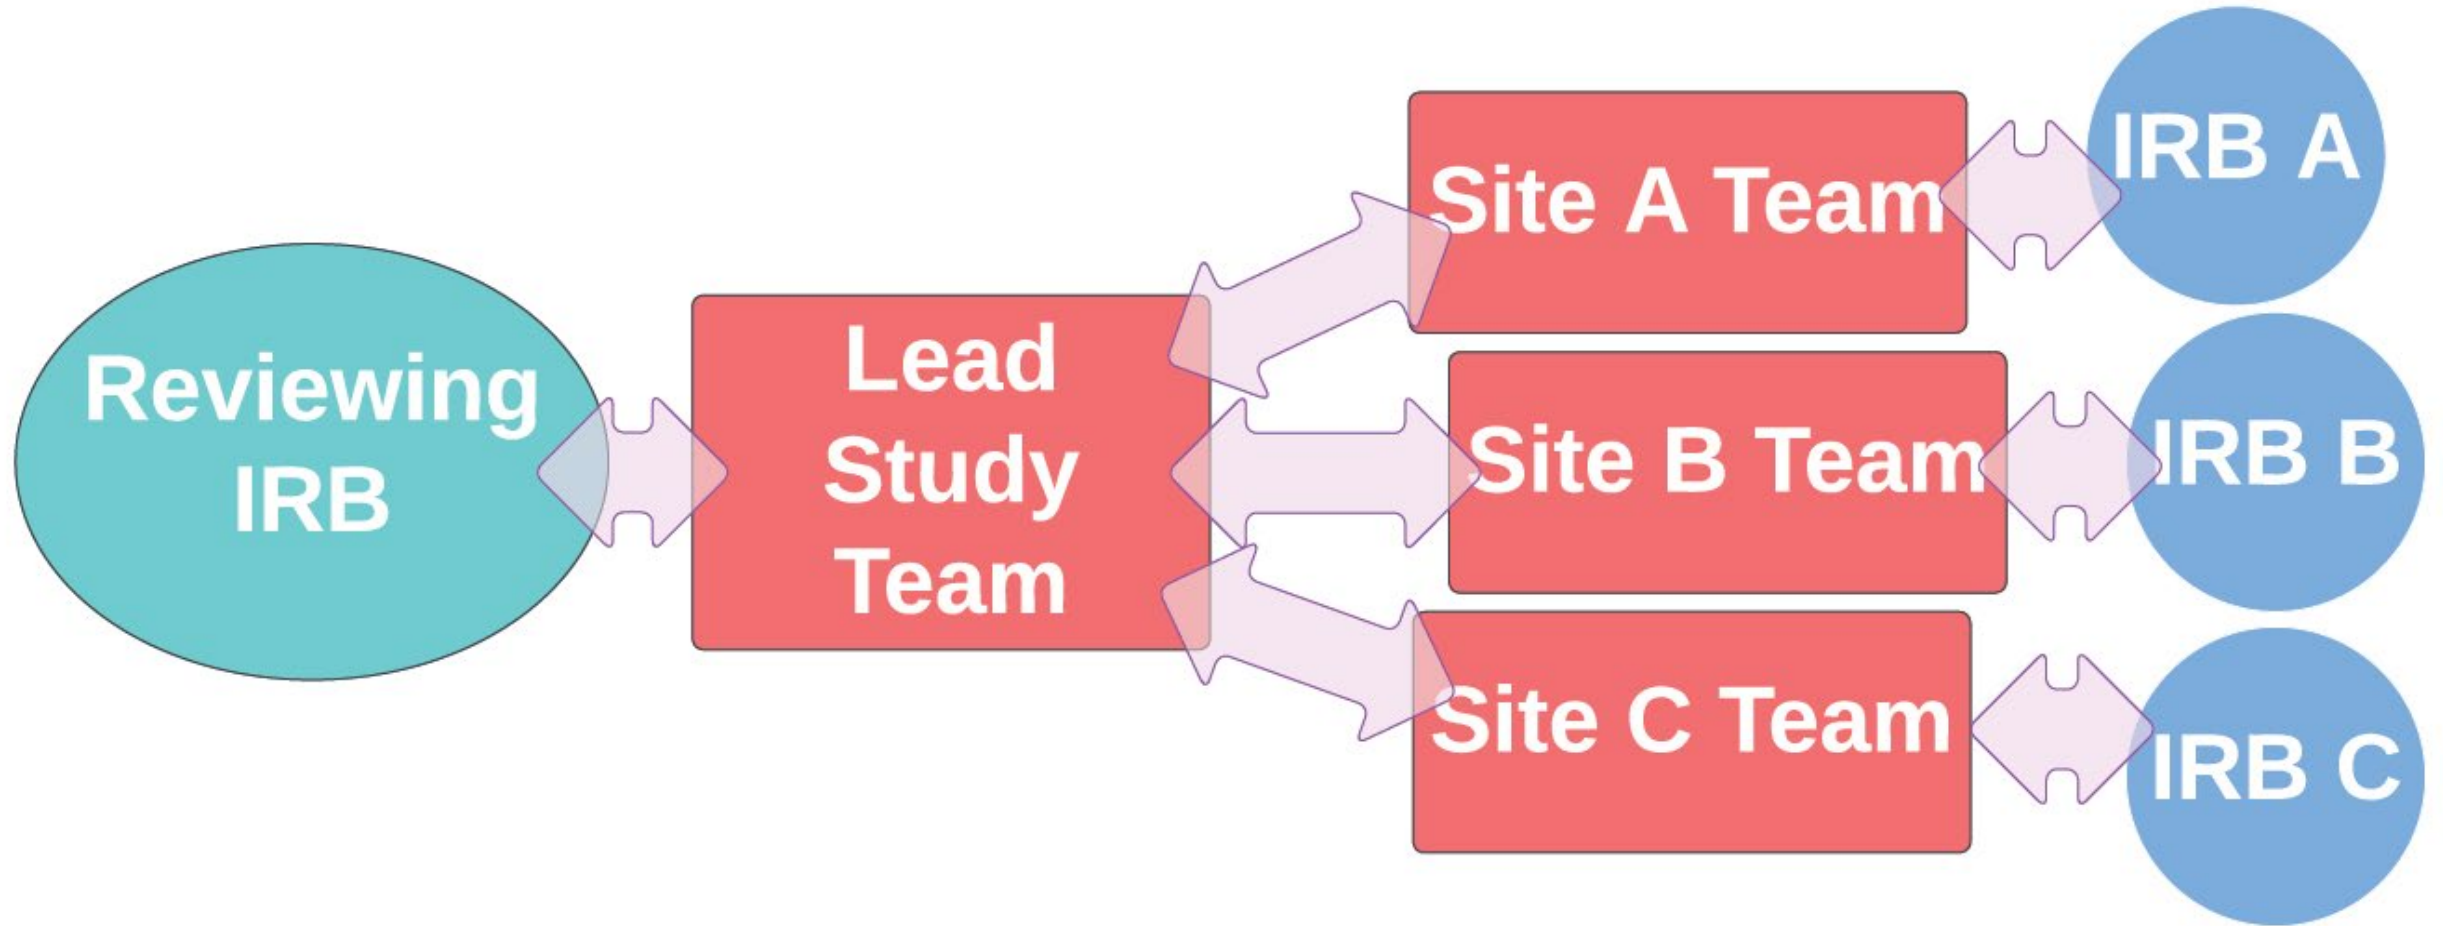 Reviewing
IRB
Lead
Study
Team
Site A Team
IRB A
Site B Team
IRB B
Site C Team
IRB C